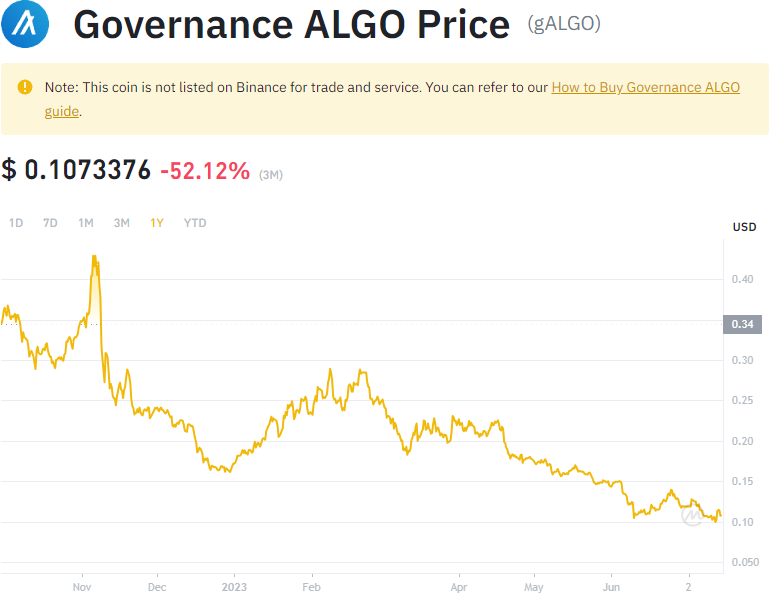 Governance ALGO Price (gALGO)
Note: This coin is not listed on Binance for trade and service. You can refer to our How to Buy Governance ALGO
guide.
$ 0.1073376 -52.12% (3M)
1D 7D 1M 3M 1Y YTD
USD
0.40
0.34
0.30
0.25
0.20
0.15
0.10
0.050
Nov Dec 2023 Feb Apr May Jun 2